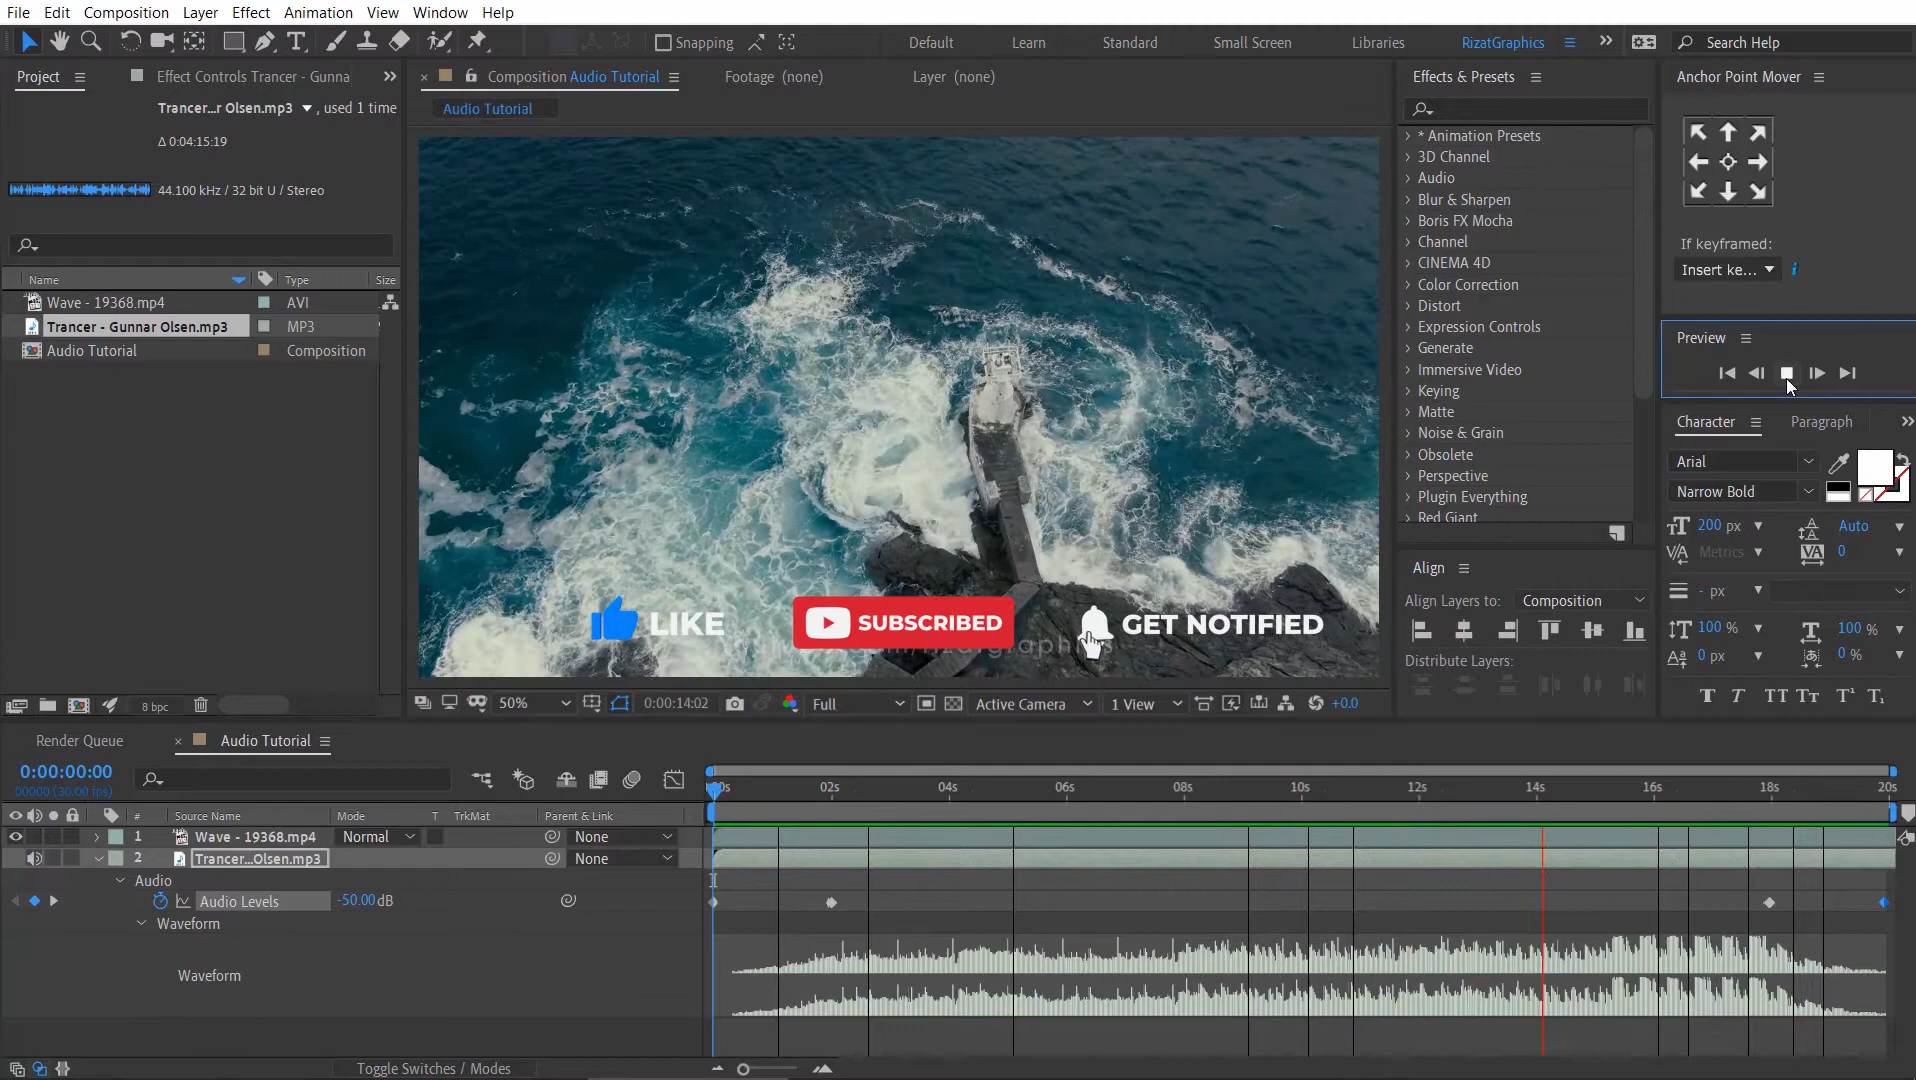 File Edit Composition Layer Effect Animation View Window Help
Snapping Default Learn Standard Small Screen Libraries RizatGraphics Search Help
Project Effect Controls Trancer - Gunna
Trancer...r Olsen.mp3 , used 1 time
Δ 0:04:15:19
44.100 kHz / 32 bit U / Stereo
Name Type Size
Wave - 19368.mp4 AVI
Trancer - Gunnar Olsen.mp3 MP3
Audio Tutorial Composition
8 bpc
Composition Audio Tutorial Footage (none) Layer (none)
Audio Tutorial
LIKE SUBSCRIBED GET NOTIFIED
50% 0:00:14:02 Full Active Camera 1 View +0.0
Effects & Presets
* Animation Presets
3D Channel
Audio
Blur & Sharpen
Boris FX Mocha
Channel
CINEMA 4D
Color Correction
Distort
Expression Controls
Generate
Immersive Video
Keying
Matte
Noise & Grain
Obsolete
Perspective
Plugin Everything
Red Giant
Align
Align Layers to: Composition
Distribute Layers:
Anchor Point Mover
If keyframed:
Insert ke...
Preview
Character Paragraph
Arial
Narrow Bold
200 px Auto
Metrics 0
- px
100 % 100 %
0 px 0 %
Render Queue Audio Tutorial
0:00:00:00
00000 (30.00 fps)
02s 04s 06s 08s 10s 12s 14s 16s 18s 20s
# Source Name Mode T TrkMat Parent & Link
1 Wave - 19368.mp4 Normal None
2 Trancer...Olsen.mp3 None
Audio
Audio Levels -50.00 dB
Waveform
Waveform
Toggle Switches / Modes